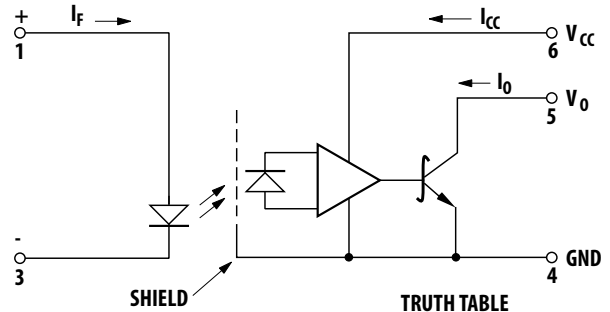 +
1
I_F
I_CC
6
V_CC
I_O
V_O
5
-
3
SHIELD
4
GND
TRUTH TABLE